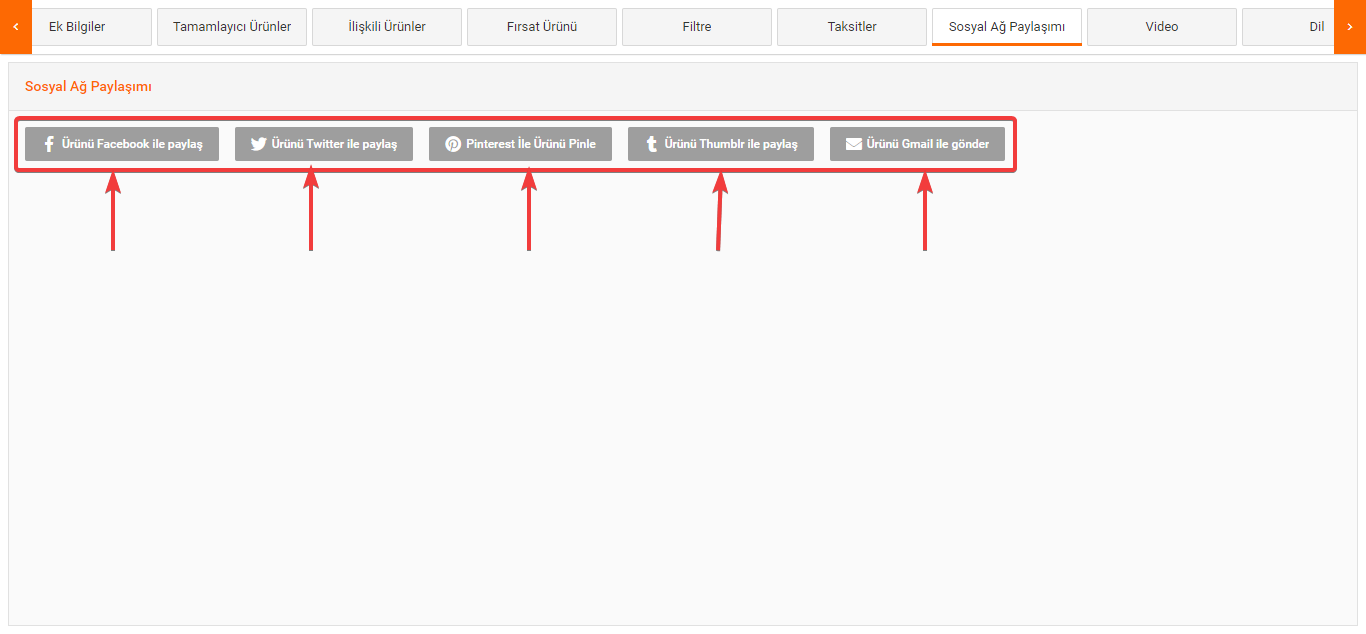 Ek Bilgiler
Tamamlayıcı Ürünler
İlişkili Ürünler
Fırsat Ürünü
Filtre
Taksitler
Sosyal Ağ Paylaşımı
Video
Dil
Sosyal Ağ Paylaşımı
Ürünü Facebook ile paylaş
Ürünü Twitter ile paylaş
Pinterest İle Ürünü Pinle
Ürünü Thumblr ile paylaş
Ürünü Gmail ile gönder